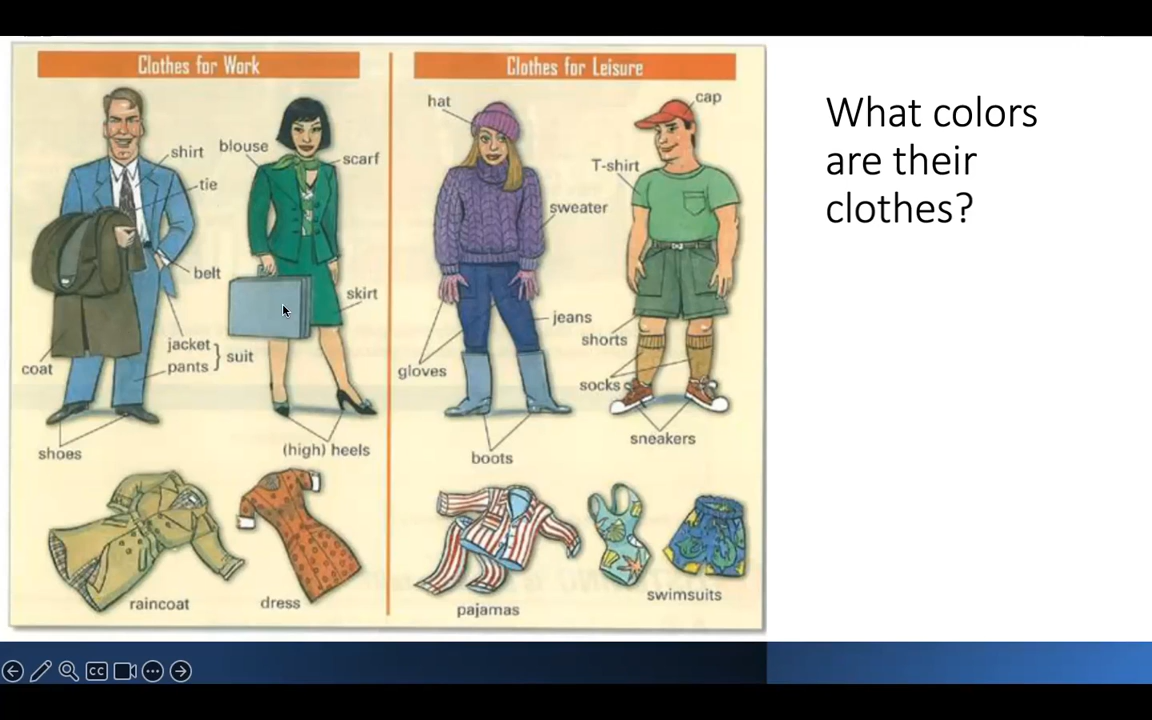 Clothes for Work
shirt
blouse
scarf
tie
belt
skirt
jacket
pants
suit
coat
shoes
(high) heels
raincoat
dress
Clothes for Leisure
hat
cap
T-shirt
sweater
jeans
shorts
gloves
socks
sneakers
boots
pajamas
swimsuits
What colors
are their
clothes?
CC